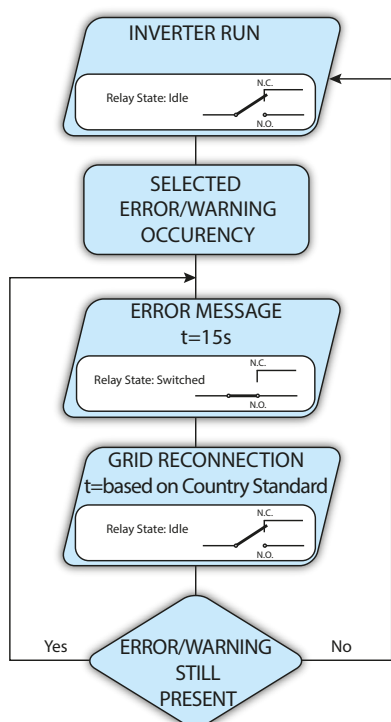 INVERTER RUN
N.C.
Relay State: Idle
N.O.
SELECTED
ERROR/WARNING
OCCURENCY
ERROR MESSAGE
t=15s
N.C.
Relay State: Switched
N.O.
GRID RECONNECTION
t=based on Country Standard
N.C.
Relay State: Idle
N.O.
Yes
No
ERROR/WARNING
STILL
PRESENT